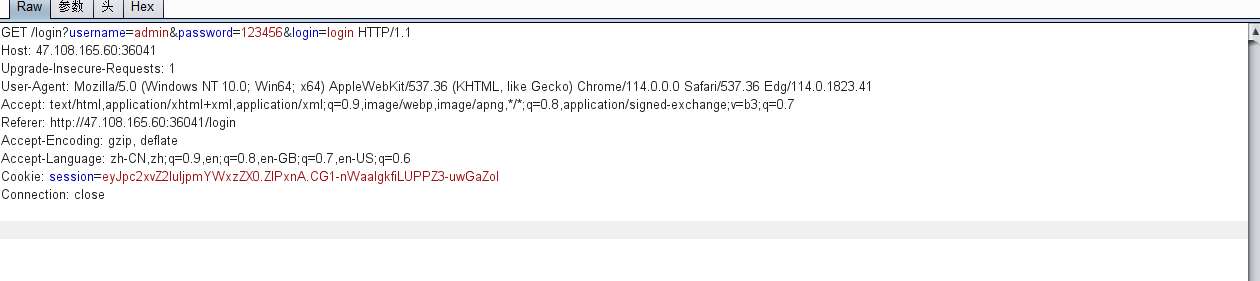 Raw 参数 头 Hex
GET /login?username=admin&password=123456&login=login HTTP/1.1
Host: 47.108.165.60:36041
Upgrade-Insecure-Requests: 1
User-Agent: Mozilla/5.0 (Windows NT 10.0; Win64; x64) AppleWebKit/537.36 (KHTML, like Gecko) Chrome/114.0.0.0 Safari/537.36 Edg/114.0.1823.41
Accept: text/html,application/xhtml+xml,application/xml;q=0.9,image/webp,image/apng,*/*;q=0.8,application/signed-exchange;v=b3;q=0.7
Referer: http://47.108.165.60:36041/login
Accept-Encoding: gzip, deflate
Accept-Language: zh-CN,zh;q=0.9,en;q=0.8,en-GB;q=0.7,en-US;q=0.6
Cookie: session=eyJpc2xvZ2luIjpmYWxzZX0.ZIPxnA.CG1-nWaalgkfiLUPPZ3-uwGaZoI
Connection: close